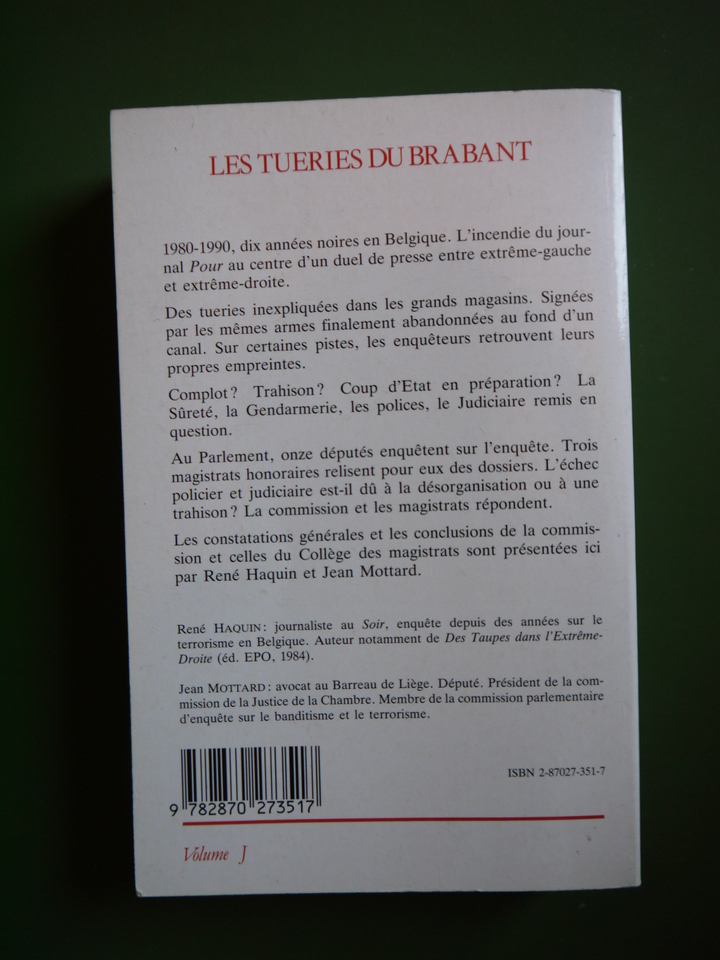 LES TUERIES DU BRABANT
1980-1990, dix années noires en Belgique. L'incendie du jour-
nal Pour au centre d'un duel de presse entre extrême-gauche
et extrême-droite.
Des tueries inexpliquées dans les grands magasins. Signées
par les mêmes armes finalement abandonnées au fond d'un
canal. Sur certaines pistes, les enquêteurs retrouvent leurs
propres empreintes.
Complot? Trahison? Coup d'Etat en préparation? La
Sûreté, la Gendarmerie, les polices, le Judiciaire remis en
question.
Au Parlement, onze députés enquêtent sur l'enquête. Trois
magistrats honoraires relisent pour eux des dossiers. L'échec
policier et judiciaire est-il dû à la désorganisation ou à une
trahison? La commission et les magistrats répondent.
Les constatations générales et les conclusions de la commis-
sion et celles du Collège des magistrats sont présentées ici
par René Haquin et Jean Mottard.
René HAQUIN: journaliste au Soir, enquête depuis des années sur le
terrorisme en Belgique. Auteur notamment de Des Taupes dans l'Extrême-
Droite (éd. EPO, 1984).
Jean MOTTARD: avocat au Barreau de Liège. Député. Président de la com-
mission de la Justice de la Chambre. Membre de la commission parlementaire
d'enquête sur le banditisme et le terrorisme.
ISBN 2-87027-351-7
9 782870 273517
Volume J